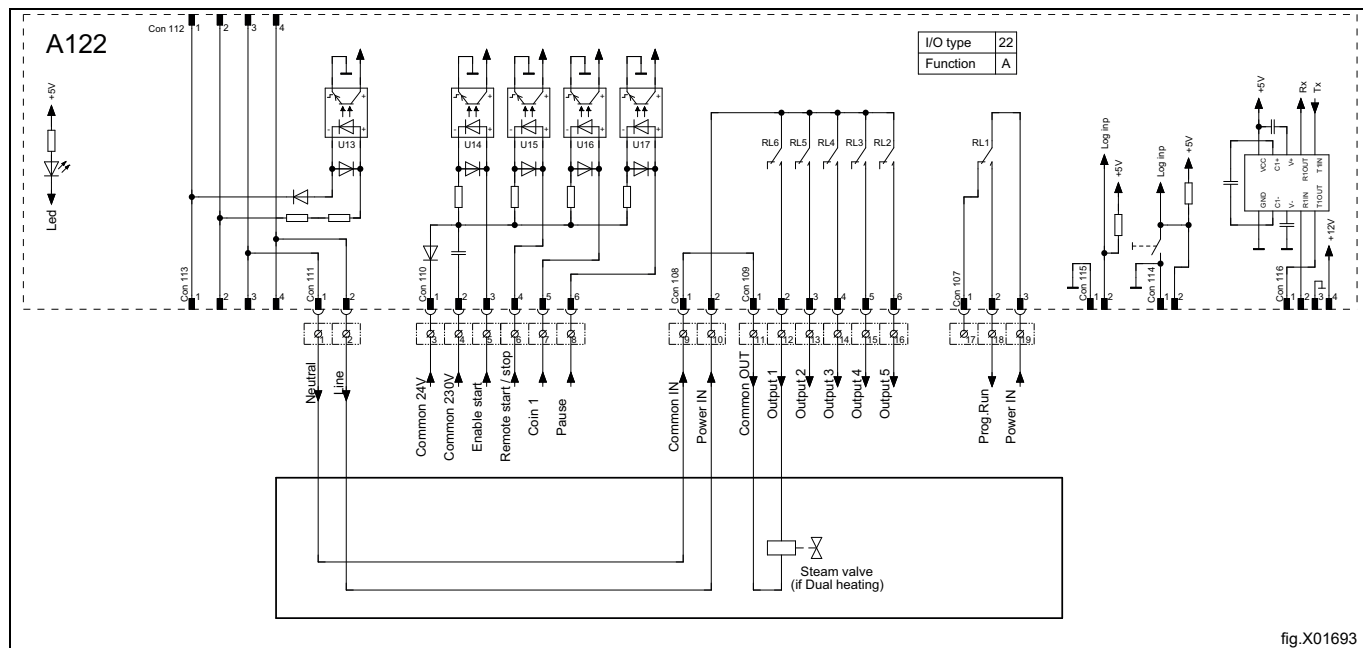 A122
Con 112 1 2 3 4
I/O type 22
Function A
+5V
Led
U13
U14
U15
U16
U17
RL6
RL5
RL4
RL3
RL2
RL1
Log inp
+5V
Log inp
+5V
+5V
Rx
Tx
VCC
C1+
V+
R1OUT
T1IN
GND
C1-
V-
R1IN
T1OUT
+12V
Con 113 1 2 3 4
Con 111 1 2
Con 110 1 2 3 4 5 6
Con 108 1 2
Con 109 1 2 3 4 5 6
Con 107 1 2 3
Con 115 1 2
Con 114 1 2
Con 116 1 2 3 4
1 2 3 4 5 6 7 8 9 10 11 12 13 14 15 16 17 18 19
Neutral
Line
Common 24V
Common 230V
Enable start
Remote start / stop
Coin 1
Pause
Common IN
Power IN
Common OUT
Output 1
Output 2
Output 3
Output 4
Output 5
Prog.Run
Power IN
Steam valve
(if Dual heating)
fig.X01693